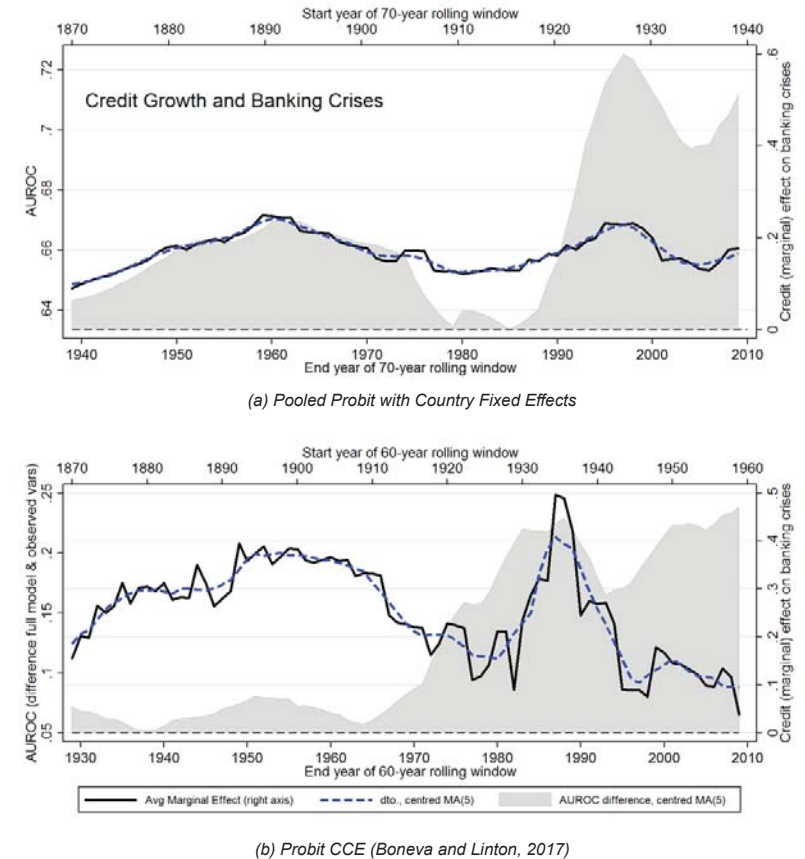 Start year of 70-year rolling window
1870 1880 1890 1900 1910 1920 1930 1940
Credit Growth and Banking Crises
AUROC
.72
.7
.68
.66
.64
.6
.4
.2
0
Credit (marginal) effect on banking crises
1940 1950 1960 1970 1980 1990 2000 2010
End year of 70-year rolling window
(a) Pooled Probit with Country Fixed Effects
Start year of 60-year rolling window
1870 1880 1890 1900 1910 1920 1930 1940 1950 1960
AUROC (difference full model & observed vars)
.25
.2
.15
.1
.05
.5
.4
.3
.2
.1
0
Credit (marginal) effect on banking crises
1930 1940 1950 1960 1970 1980 1990 2000 2010
End year of 60-year rolling window
Avg Marginal Effect (right axis) dto., centred MA(5) AUROC difference, centred MA(5)
(b) Probit CCE (Boneva and Linton, 2017)